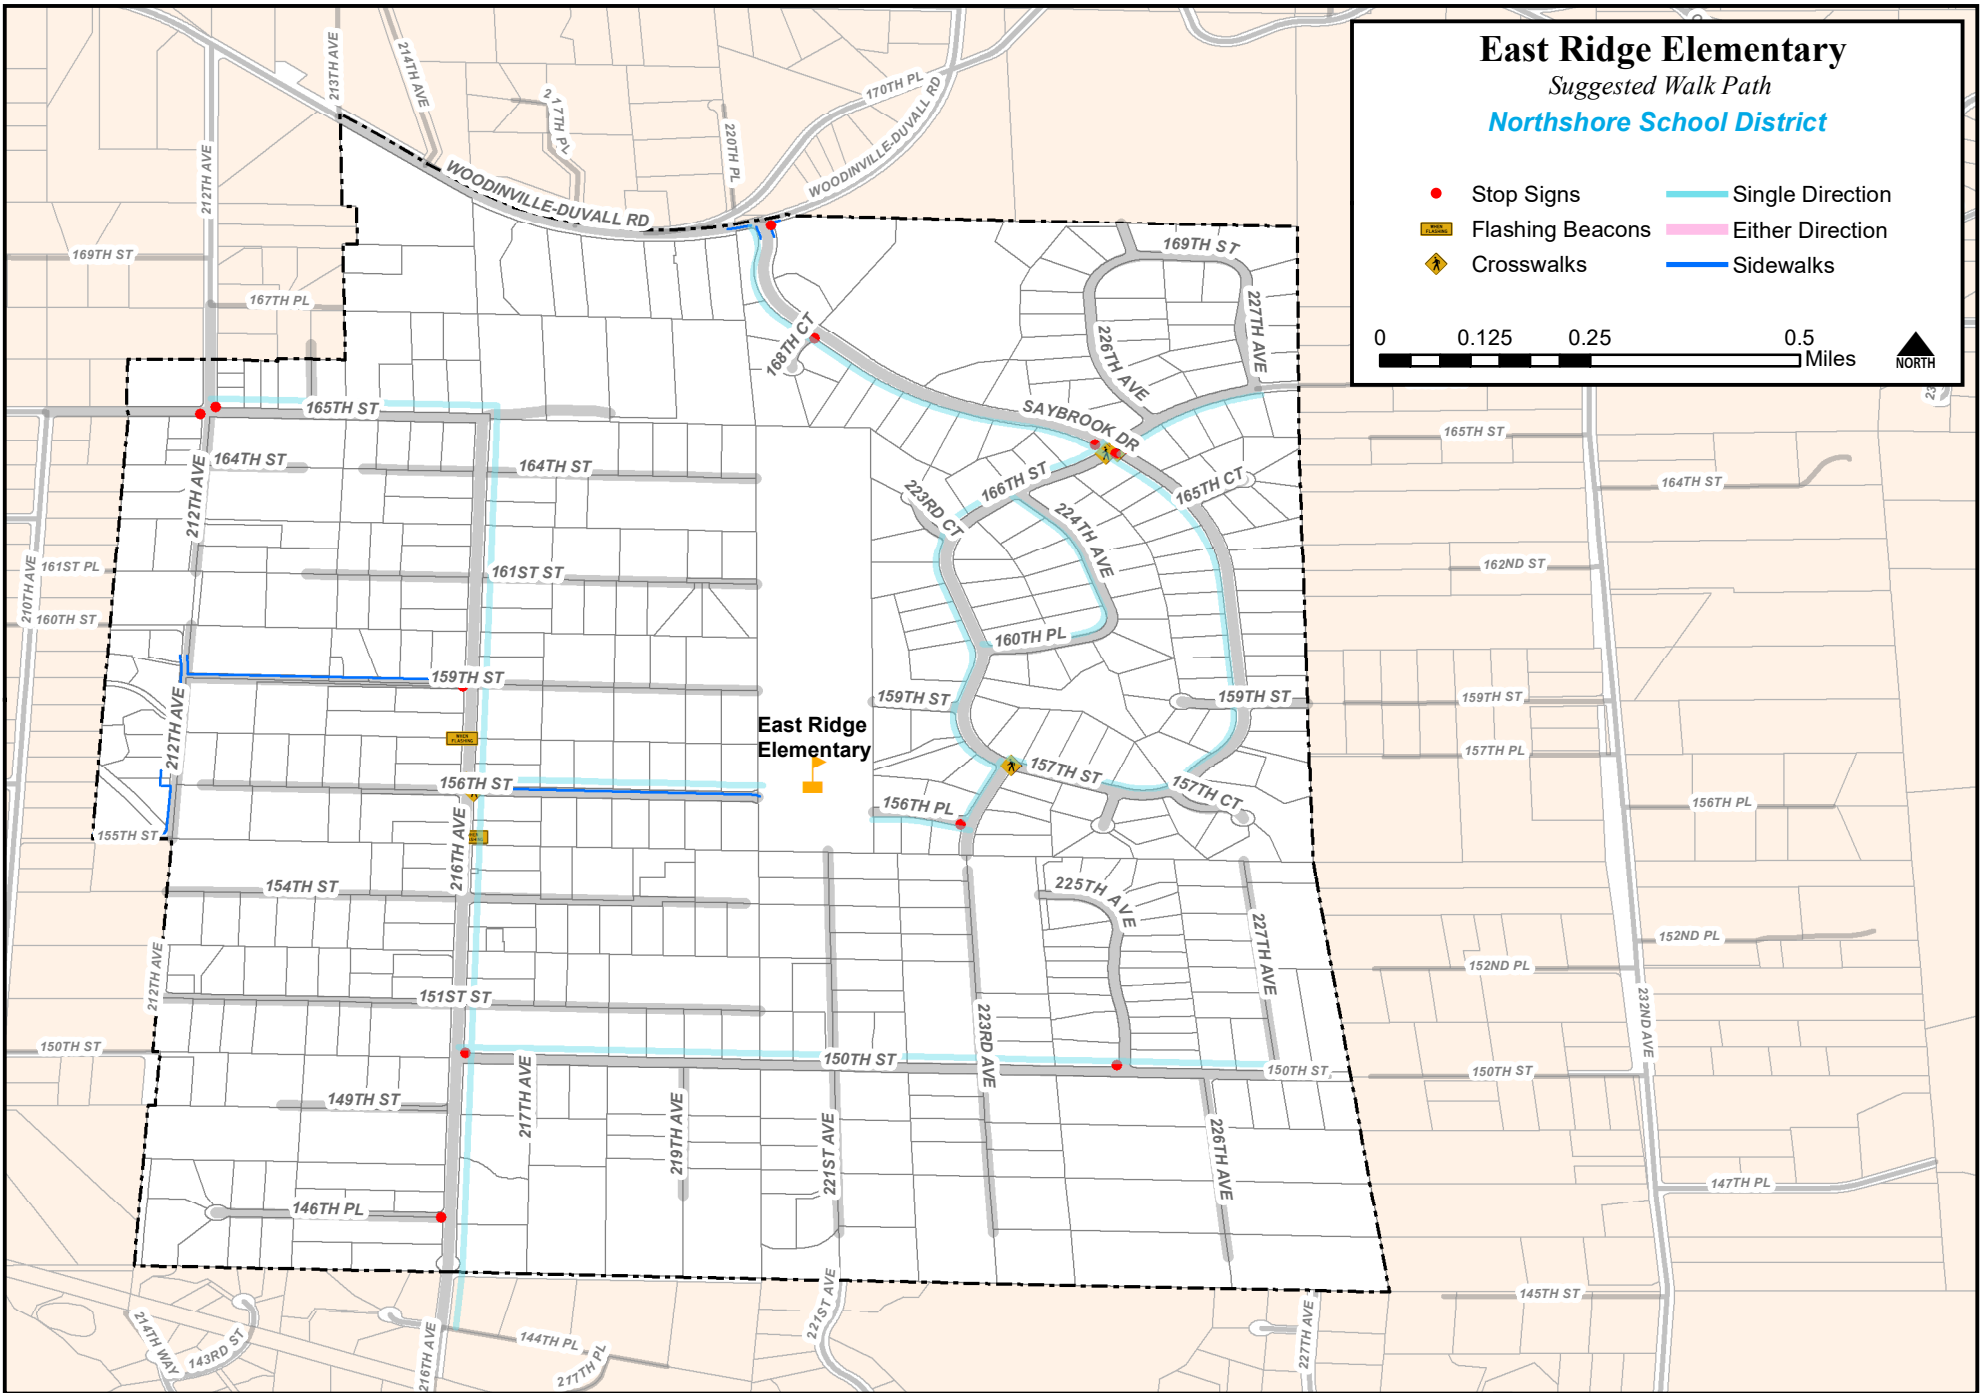 East Ridge Elementary
Suggested Walk Path
Northshore School District
Stop Signs
Single Direction
WHEN FLASHING
Flashing Beacons
Either Direction
Crosswalks
Sidewalks
0 0.125 0.25 0.5
Miles
NORTH
213TH AVE
214TH AVE
217TH PL
220TH PL
170TH PL
WOODINVILLE-DUVALL RD
WOODINVILLE-DUVALL RD
212TH AVE
169TH ST
167TH PL
169TH ST
227TH AVE
226TH AVE
168TH CT
165TH ST
SAYBROOK DR
165TH ST
164TH ST
164TH ST
166TH ST
165TH CT
164TH ST
212TH AVE
223RD CT
224TH AVE
161ST PL
210TH AVE
161ST ST
162ND ST
160TH ST
160TH PL
159TH ST
159TH ST
159TH ST
159TH ST
212TH AVE
East Ridge
Elementary
157TH PL
156TH ST
157TH ST
157TH CT
156TH PL
156TH PL
155TH ST
216TH AVE
154TH ST
225TH AVE
227TH AVE
152ND PL
152ND PL
212TH AVE
151ST ST
223RD AVE
232ND AVE
150TH ST
150TH ST
150TH ST
150TH ST
217TH AVE
149TH ST
219TH AVE
221ST AVE
226TH AVE
147TH PL
146TH PL
145TH ST
221ST AVE
227TH AVE
214TH WAY
143RD ST
216TH AVE
144TH PL
217TH PL